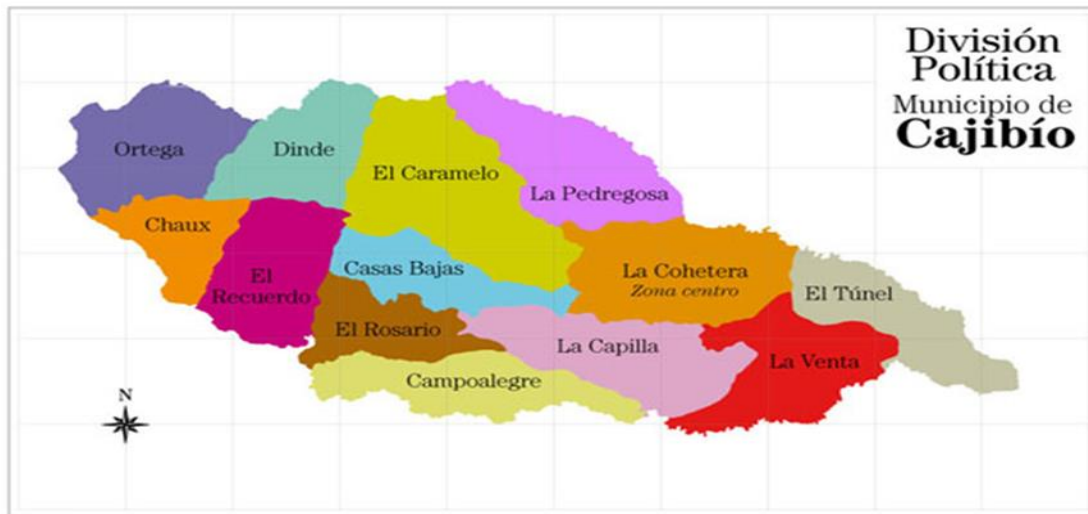 División
Política
Municipio de
Cajibío
Ortega
Dinde
El Caramelo
La Pedregosa
Chaux
El
Recuerdo
Casas Bajas
La Cohetera
Zona centro
El Túnel
El Rosario
La Capilla
La Venta
Campoalegre
N